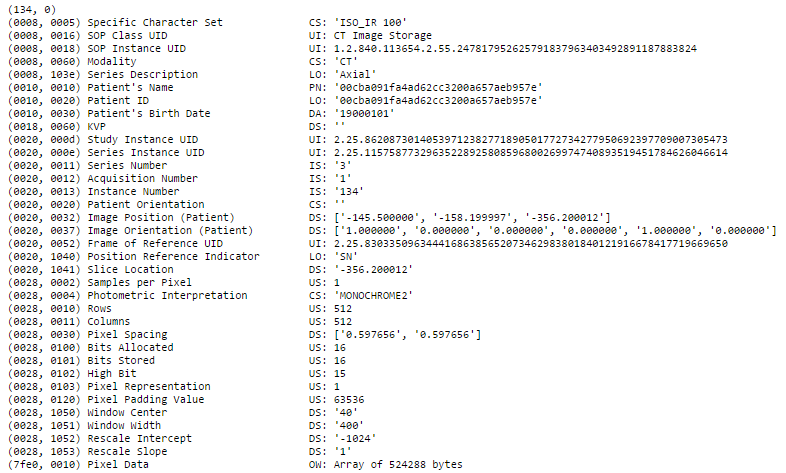 (134, 0)
(0008, 0005) Specific Character Set CS: 'ISO_IR 100'
(0008, 0016) SOP Class UID UI: CT Image Storage
(0008, 0018) SOP Instance UID UI: 1.2.840.113654.2.55.247817952625791837963403492891187883824
(0008, 0060) Modality CS: 'CT'
(0008, 103e) Series Description LO: 'Axial'
(0010, 0010) Patient's Name PN: '00cba091fa4ad62cc3200a657aeb957e'
(0010, 0020) Patient ID LO: '00cba091fa4ad62cc3200a657aeb957e'
(0010, 0030) Patient's Birth Date DA: '19000101'
(0018, 0060) KVP DS: ''
(0020, 000d) Study Instance UID UI: 2.25.86208730140539712382771890501772734277950692397709007305473
(0020, 000e) Series Instance UID UI: 2.25.11575877329635228925808596800269974740893519451784626046614
(0020, 0011) Series Number IS: '3'
(0020, 0012) Acquisition Number IS: '1'
(0020, 0013) Instance Number IS: '134'
(0020, 0020) Patient Orientation CS: ''
(0020, 0032) Image Position (Patient) DS: ['-145.500000', '-158.199997', '-356.200012']
(0020, 0037) Image Orientation (Patient) DS: ['1.000000', '0.000000', '0.000000', '0.000000', '1.000000', '0.000000']
(0020, 0052) Frame of Reference UID UI: 2.25.83033509634441686385652073462983801840121916678417719669650
(0020, 1040) Position Reference Indicator LO: 'SN'
(0020, 1041) Slice Location DS: '-356.200012'
(0028, 0002) Samples per Pixel US: 1
(0028, 0004) Photometric Interpretation CS: 'MONOCHROME2'
(0028, 0010) Rows US: 512
(0028, 0011) Columns US: 512
(0028, 0030) Pixel Spacing DS: ['0.597656', '0.597656']
(0028, 0100) Bits Allocated US: 16
(0028, 0101) Bits Stored US: 16
(0028, 0102) High Bit US: 15
(0028, 0103) Pixel Representation US: 1
(0028, 0120) Pixel Padding Value US: 63536
(0028, 1050) Window Center DS: '40'
(0028, 1051) Window Width DS: '400'
(0028, 1052) Rescale Intercept DS: '-1024'
(0028, 1053) Rescale Slope DS: '1'
(7fe0, 0010) Pixel Data OW: Array of 524288 bytes